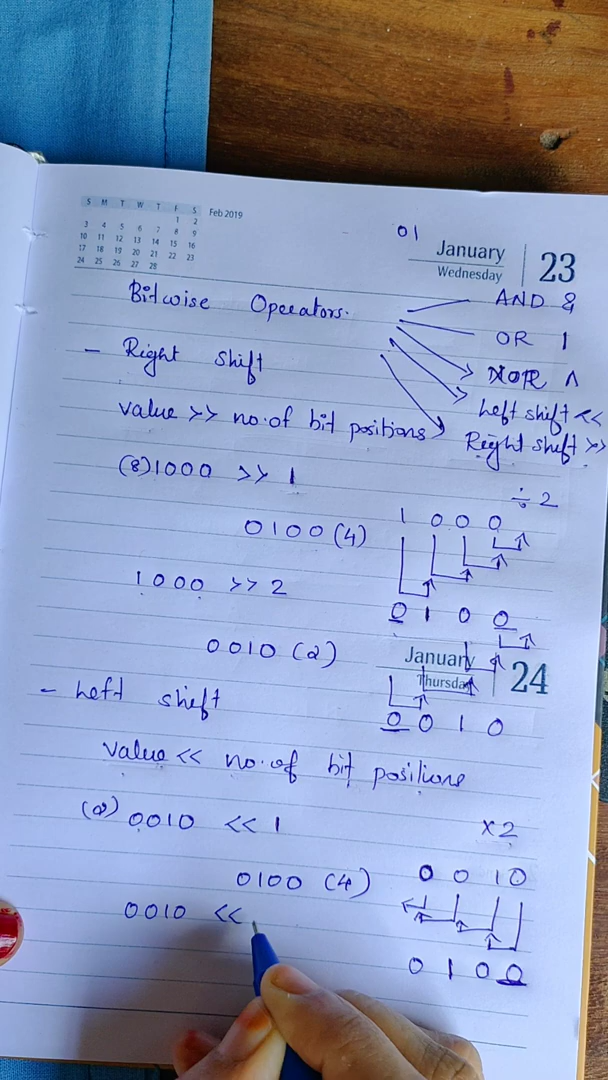 S M T W T F S
1 2
3 4 5 6 7 8 9
10 11 12 13 14 15 16
17 18 19 20 21 22 23
24 25 26 27 28
Feb 2019
01
January
Wednesday
23
Bitwise Operators.
AND &
OR |
XOR ^
Left shift <<
Right shift >>
- Right shift
value >> no. of bit positions
(8) 1000 >> 1
÷ 2
1 0 0 0
0100 (4)
1000 >> 2
0 1 0 0
0010 (2)
January
Thursday
24
- Left shift
0 0 1 0
value << no. of bit positions
(2) 0010 << 1
x 2
0100 (4)
0 0 1 0
0010 <<
0 1 0 0